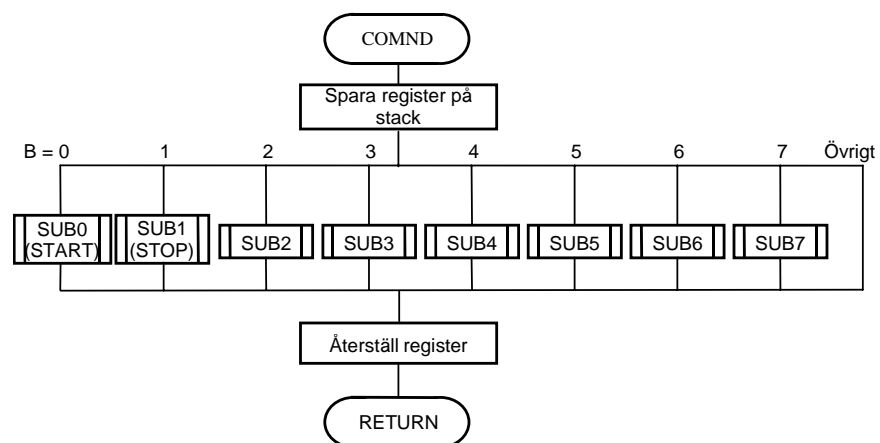 COMND
Spara register på
stack
B = 0 1 2 3 4 5 6 7 Övrigt
SUB0
(START)
SUB1
(STOP)
SUB2
SUB3
SUB4
SUB5
SUB6
SUB7
Återställ register
RETURN